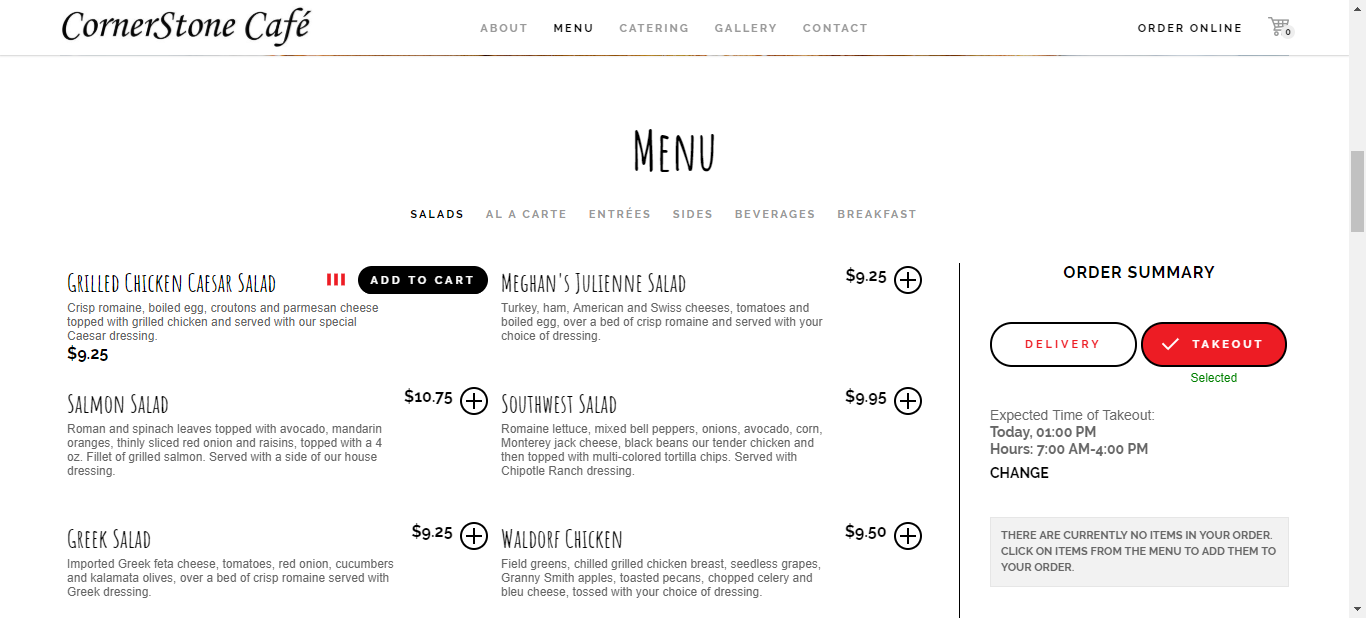 CornerStone Café
ABOUT MENU CATERING GALLERY CONTACT
ORDER ONLINE
0
Menu
SALADS AL A CARTE ENTRÉES SIDES BEVERAGES BREAKFAST
Grilled Chicken Caesar Salad
ADD TO CART
Crisp romaine, boiled egg, croutons and parmesan cheese
topped with grilled chicken and served with our special
Caesar dressing.
$9.25
Meghan's Julienne Salad
$9.25
Turkey, ham, American and Swiss cheeses, tomatoes and
boiled egg, over a bed of crisp romaine and served with your
choice of dressing.
Salmon Salad
$10.75
Roman and spinach leaves topped with avocado, mandarin
oranges, thinly sliced red onion and raisins, topped with a 4
oz. Fillet of grilled salmon. Served with a side of our house
dressing.
Southwest Salad
$9.95
Romaine lettuce, mixed bell peppers, onions, avocado, corn,
Monterey jack cheese, black beans our tender chicken and
then topped with multi-colored tortilla chips. Served with
Chipotle Ranch dressing.
Greek Salad
$9.25
Imported Greek feta cheese, tomatoes, red onion, cucumbers
and kalamata olives, over a bed of crisp romaine served with
Greek dressing.
Waldorf Chicken
$9.50
Field greens, chilled grilled chicken breast, seedless grapes,
Granny Smith apples, toasted pecans, chopped celery and
bleu cheese, tossed with your choice of dressing.
ORDER SUMMARY
DELIVERY
TAKEOUT
Selected
Expected Time of Takeout:
Today, 01:00 PM
Hours: 7:00 AM-4:00 PM
CHANGE
THERE ARE CURRENTLY NO ITEMS IN YOUR ORDER.
CLICK ON ITEMS FROM THE MENU TO ADD THEM TO
YOUR ORDER.